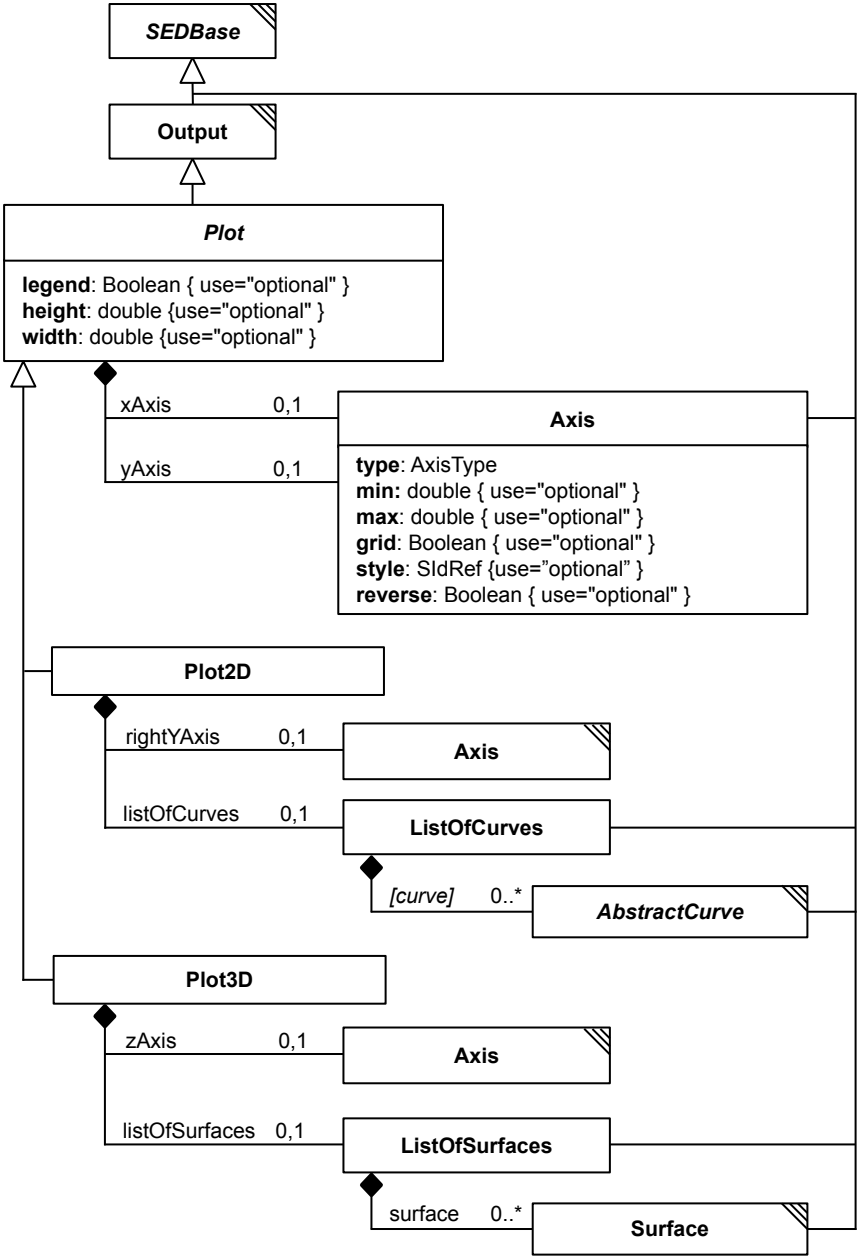 SEDBase
Output
Plot
legend: Boolean { use="optional" }
height: double {use="optional" }
width: double {use="optional" }
xAxis 0,1
Axis
yAxis 0,1
type: AxisType
min: double { use="optional" }
max: double { use="optional" }
grid: Boolean { use="optional" }
style: SIdRef {use=”optional” }
reverse: Boolean { use="optional" }
Plot2D
rightYAxis 0,1
Axis
listOfCurves 0,1
ListOfCurves
[curve] 0..*
AbstractCurve
Plot3D
zAxis 0,1
Axis
listOfSurfaces 0,1
ListOfSurfaces
surface 0..*
Surface